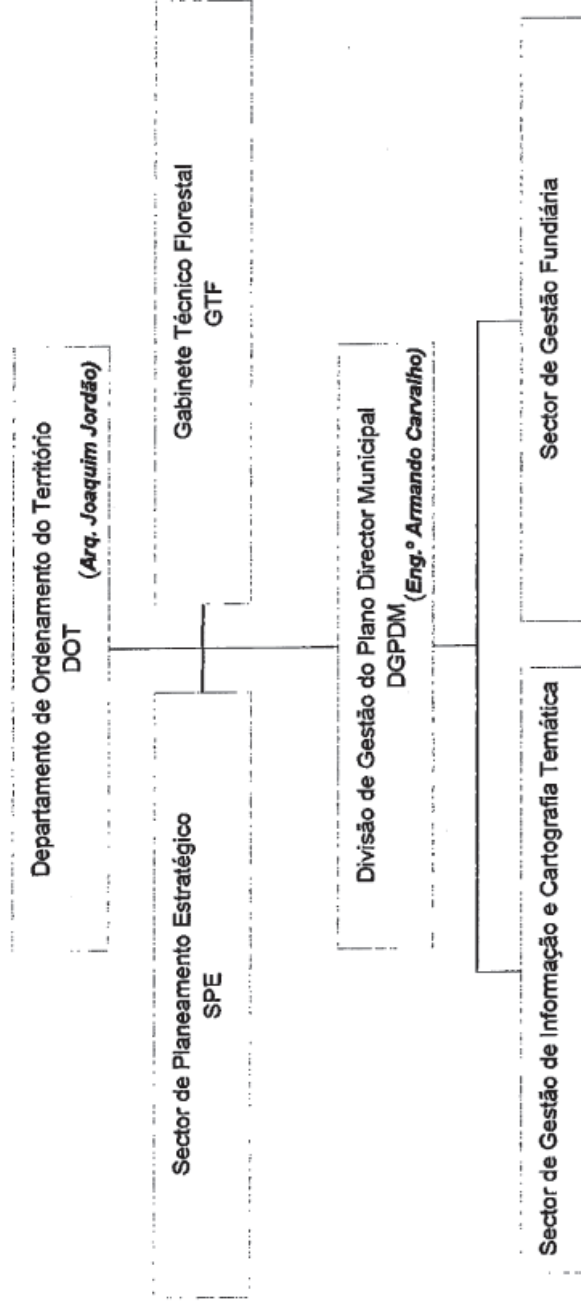 Departamento de Ordenamento do Território
DOT
(Arq. Joaquim Jordão)
Sector de Planeamento Estratégico
SPE
Gabinete Técnico Florestal
GTF
Divisão de Gestão do Plano Director Municipal
DGPDM
(Eng.º Armando Carvalho)
Sector de Gestão de Informação e Cartografia Temática
Sector de Gestão Fundiária